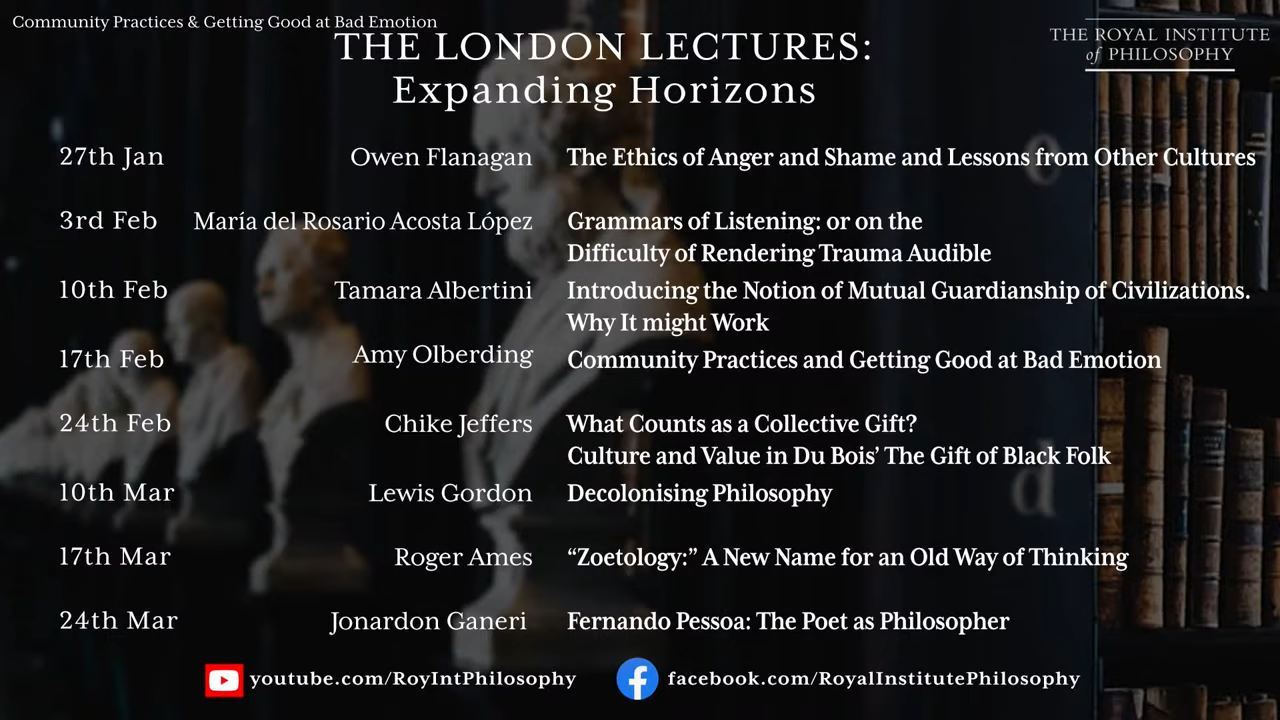 Community Practices & Getting Good at Bad Emotion
THE LONDON LECTURES:
Expanding Horizons
THE ROYAL INSTITUTE
of PHILOSOPHY
27th Jan Owen Flanagan The Ethics of Anger and Shame and Lessons from Other Cultures
3rd Feb María del Rosario Acosta López Grammars of Listening: or on the
Difficulty of Rendering Trauma Audible
10th Feb Tamara Albertini Introducing the Notion of Mutual Guardianship of Civilizations.
Why It might Work
17th Feb Amy Olberding Community Practices and Getting Good at Bad Emotion
24th Feb Chike Jeffers What Counts as a Collective Gift?
Culture and Value in Du Bois’ The Gift of Black Folk
10th Mar Lewis Gordon Decolonising Philosophy
17th Mar Roger Ames “Zoetology:” A New Name for an Old Way of Thinking
24th Mar Jonardon Ganeri Fernando Pessoa: The Poet as Philosopher
youtube.com/RoyIntPhilosophy facebook.com/RoyalInstitutePhilosophy
e
d